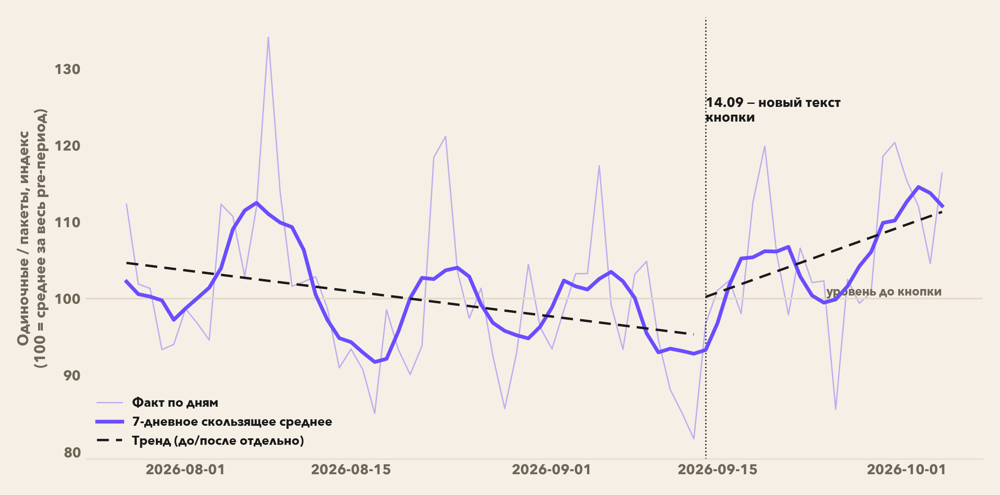 Одиночные / пакеты, индекс
(100 = среднее за весь pre-период)
130
120
110
100
90
80
14.09 – новый текст
кнопки
уровень до кнопки
Факт по дням
7-дневное скользящее среднее
Тренд (до/после отдельно)
2026-08-01
2026-08-15
2026-09-01
2026-09-15
2026-10-01